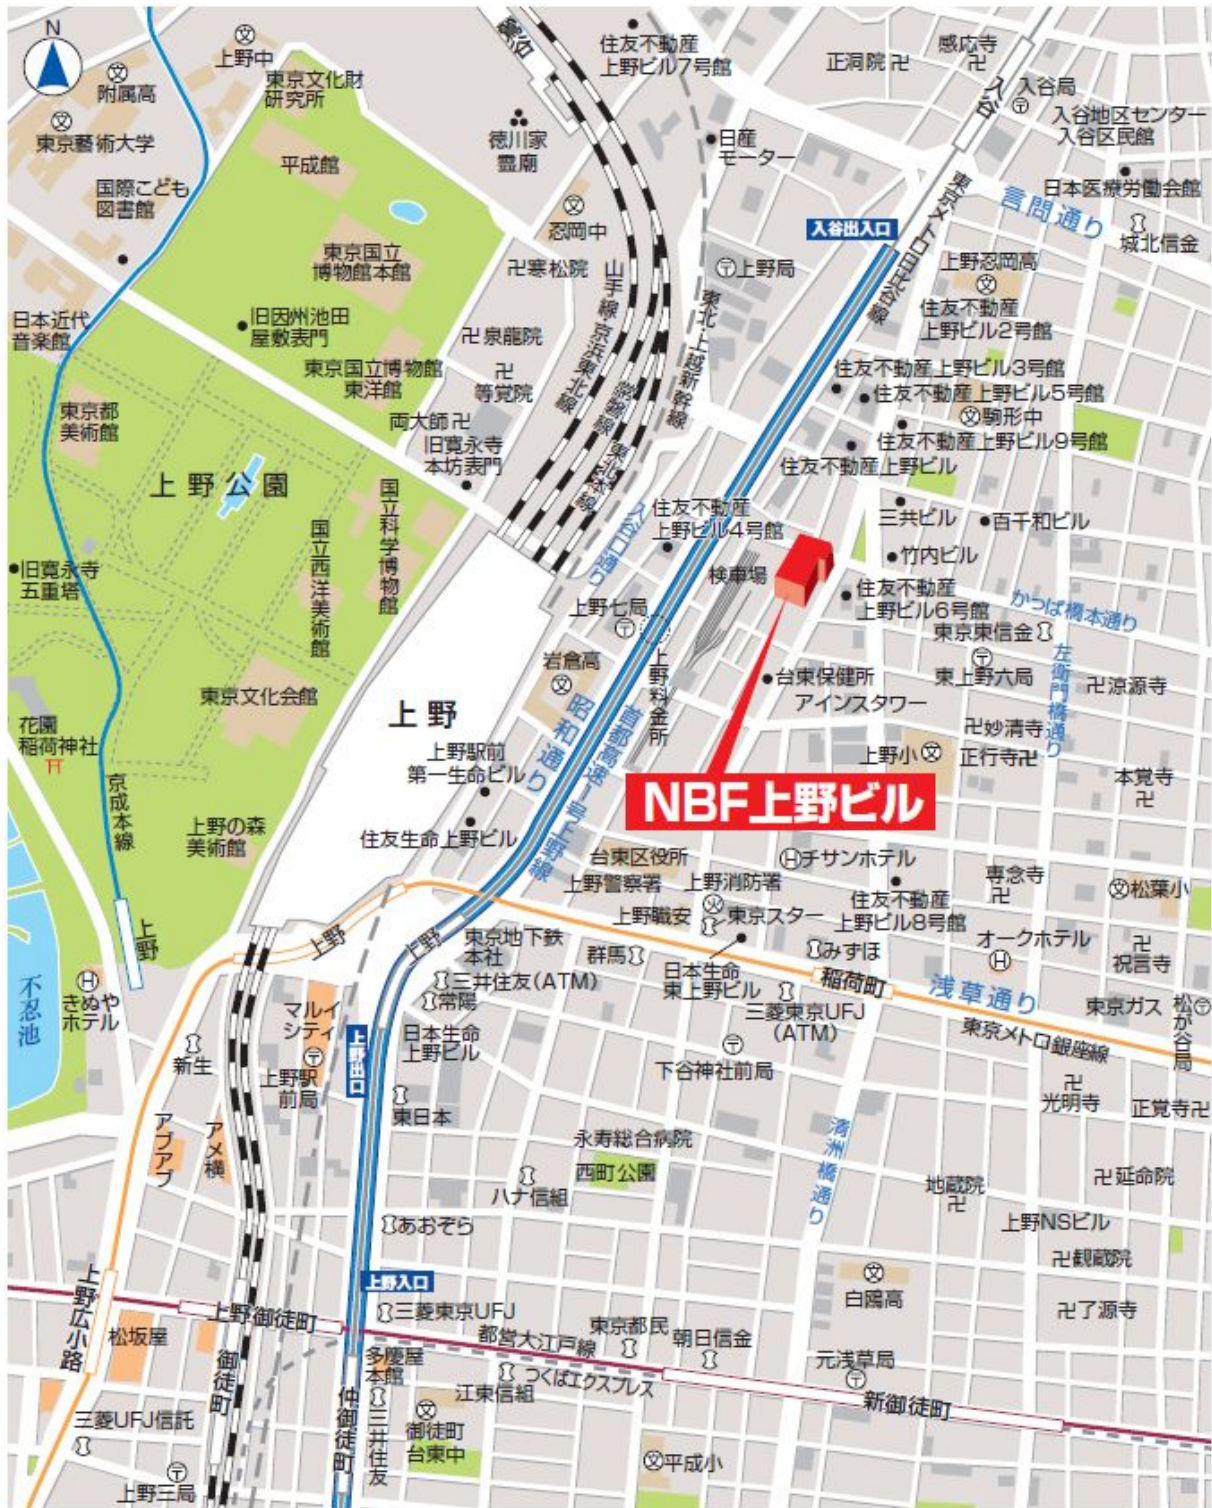 N
上野中
附属高
東京藝術大学
東京文化財
研究所
鶯谷
徳川家
霊廟
住友不動産
上野ビル7号館
正洞院
感応寺
入谷
入谷局
入谷地区センター
入谷区民館
平成館
国際こども
図書館
忍岡中
日産
モーター
東京メトロ日比谷線
日本医療労働会館
言問通り
城北信金
入谷出入口
東京国立
博物館本館
寒松院
山手線・京浜東北線
上野局
上野忍岡高
住友不動産
上野ビル2号館
日本近代
音楽館
旧因州池田
屋敷表門
泉龍院
東北・上越新幹線
東京国立博物館
東洋館
等覚院
常磐線・東北本線
住友不動産上野ビル3号館
住友不動産上野ビル5号館
駒形中
東京都
美術館
両大師
旧寛永寺
本坊表門
住友不動産上野ビル9号館
住友不動産上野ビル
上野公園
国立科学博物館
国立西洋美術館
入谷口通り
住友不動産
上野ビル4号館
三共ビル
百千和ビル
竹内ビル
旧寛永寺
五重塔
検車場
住友不動産
上野ビル6号館
かっぱ橋本通り
上野七局
東京東信金
岩倉高
上野料金所
台東保健所
東上野六局
左衛門橋通り
涼源寺
東京文化会館
上野
アインスタワー
妙清寺
花園
稲荷神社
昭和通り
首都高速1号上野線
上野駅前
第一生命ビル
上野小
正行寺
本覚寺
京成本線
NBF上野ビル
上野の森
美術館
住友生命上野ビル
台東区役所
チサンホテル
上野警察署
上野消防署
専念寺
松葉小
住友不動産
上野ビル8号館
上野職安
東京スター
上野
上野
上野
東京地下鉄
本社
群馬
みずほ
オークホテル
祝言寺
不忍池
きぬや
ホテル
マルイ
シティ
三井住友(ATM)
常陽
日本生命
東上野ビル
稲荷町
浅草通り
三菱東京UFJ
(ATM)
東京ガス
松が谷局
東京メトロ銀座線
新生
上野出口
日本生命
上野ビル
上野駅
前局
下谷神社前局
光明寺
正覚寺
東日本
アブアブ
アメ横
永寿総合病院
清洲橋通り
西町公園
ハナ信組
地蔵院
延命院
あおぞら
上野NSビル
観蔵院
上野広小路
上野入口
白鴎高
上野御徒町
三菱東京UFJ
了源寺
松坂屋
御徒町
都営大江戸線
東京都民
朝日信金
多慶屋
本館
元浅草局
つくばエクスプレス
江東信組
新御徒町
三菱UFJ信託
仲御徒町
三井住友
御徒町
台東中
平成小
上野三局